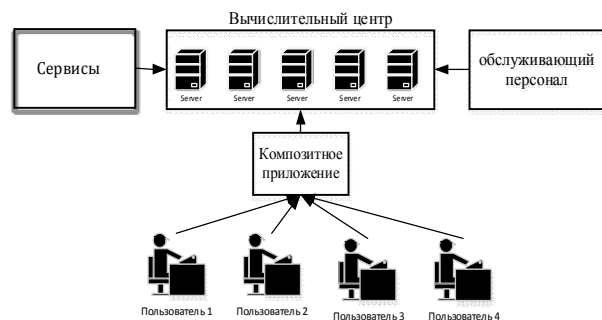 Вычислительный центр
Сервисы
Server
Server
Server
Server
Server
обслуживающий
персонал
Композитное
приложение
Пользователь 1
Пользователь 2
Пользователь 3
Пользователь 4